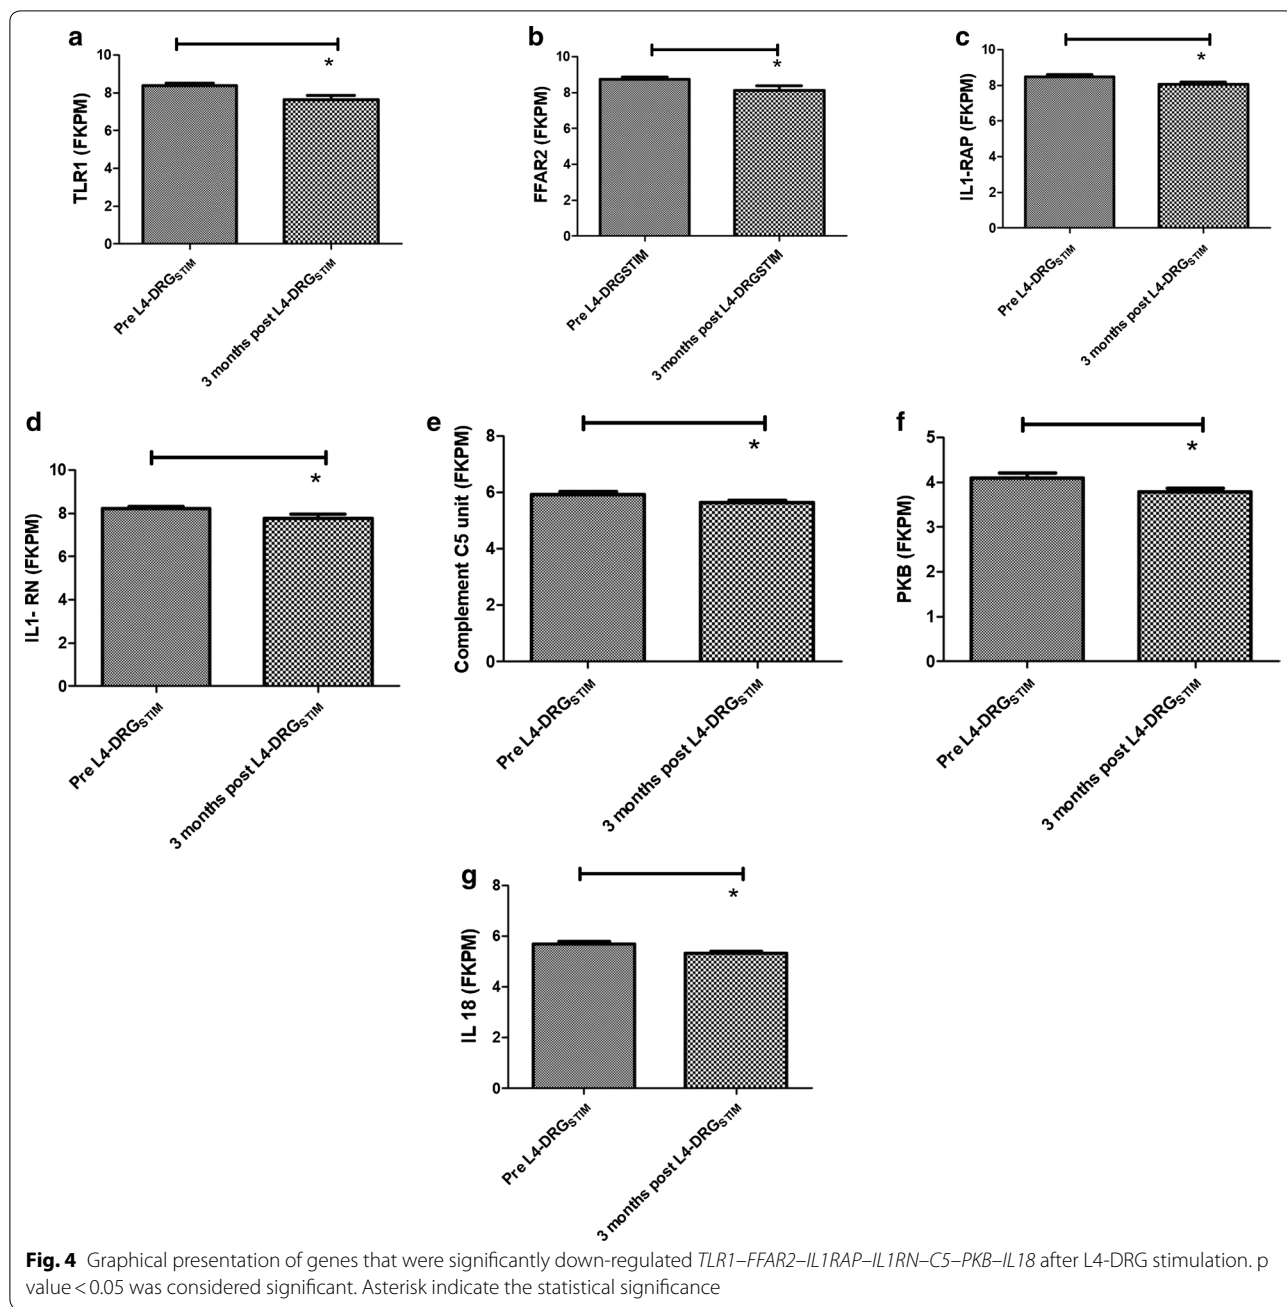 a
TLR1 (FKPM)
10
8
6
4
2
0
*
Pre L4-DRGSTIM
3 months post L4-DRGSTIM
b
FFAR2 (FKPM)
10
8
6
4
2
0
*
Pre L4-DRGSTIM
3 months post L4-DRGSTIM
c
IL1-RAP (FKPM)
10
8
6
4
2
0
*
Pre L4-DRGSTIM
3 months post L4-DRGSTIM
d
IL1- RN (FKPM)
10
8
6
4
2
0
*
Pre L4-DRGSTIM
3 months post L4-DRGSTIM
e
Complement C5 unit (FKPM)
8
6
4
2
0
*
Pre L4-DRGSTIM
3 months post L4-DRGSTIM
f
PKB (FKPM)
5
4
3
2
1
0
*
Pre L4-DRGSTIM
3 months post L4-DRGSTIM
g
IL 18 (FKPM)
8
6
4
2
0
*
Pre L4-DRGSTIM
3 months post L4-DRGSTIM
Fig. 4 Graphical presentation of genes that were significantly down-regulated TLR1–FFAR2–IL1RAP–IL1RN–C5–PKB–IL18 after L4-DRG stimulation. p
value < 0.05 was considered significant. Asterisk indicate the statistical significance